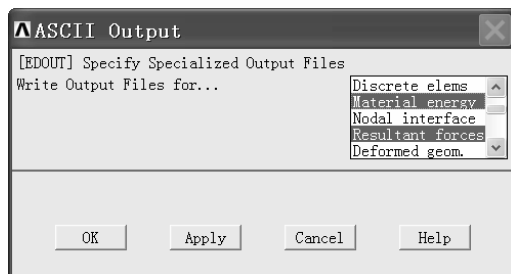 ASCII Output
[EDOUT] Specify Specialized Output Files
Write Output Files for...
Discrete elems
Material energy
Nodal interface
Resultant forces
Deformed geom.
OK Apply Cancel Help